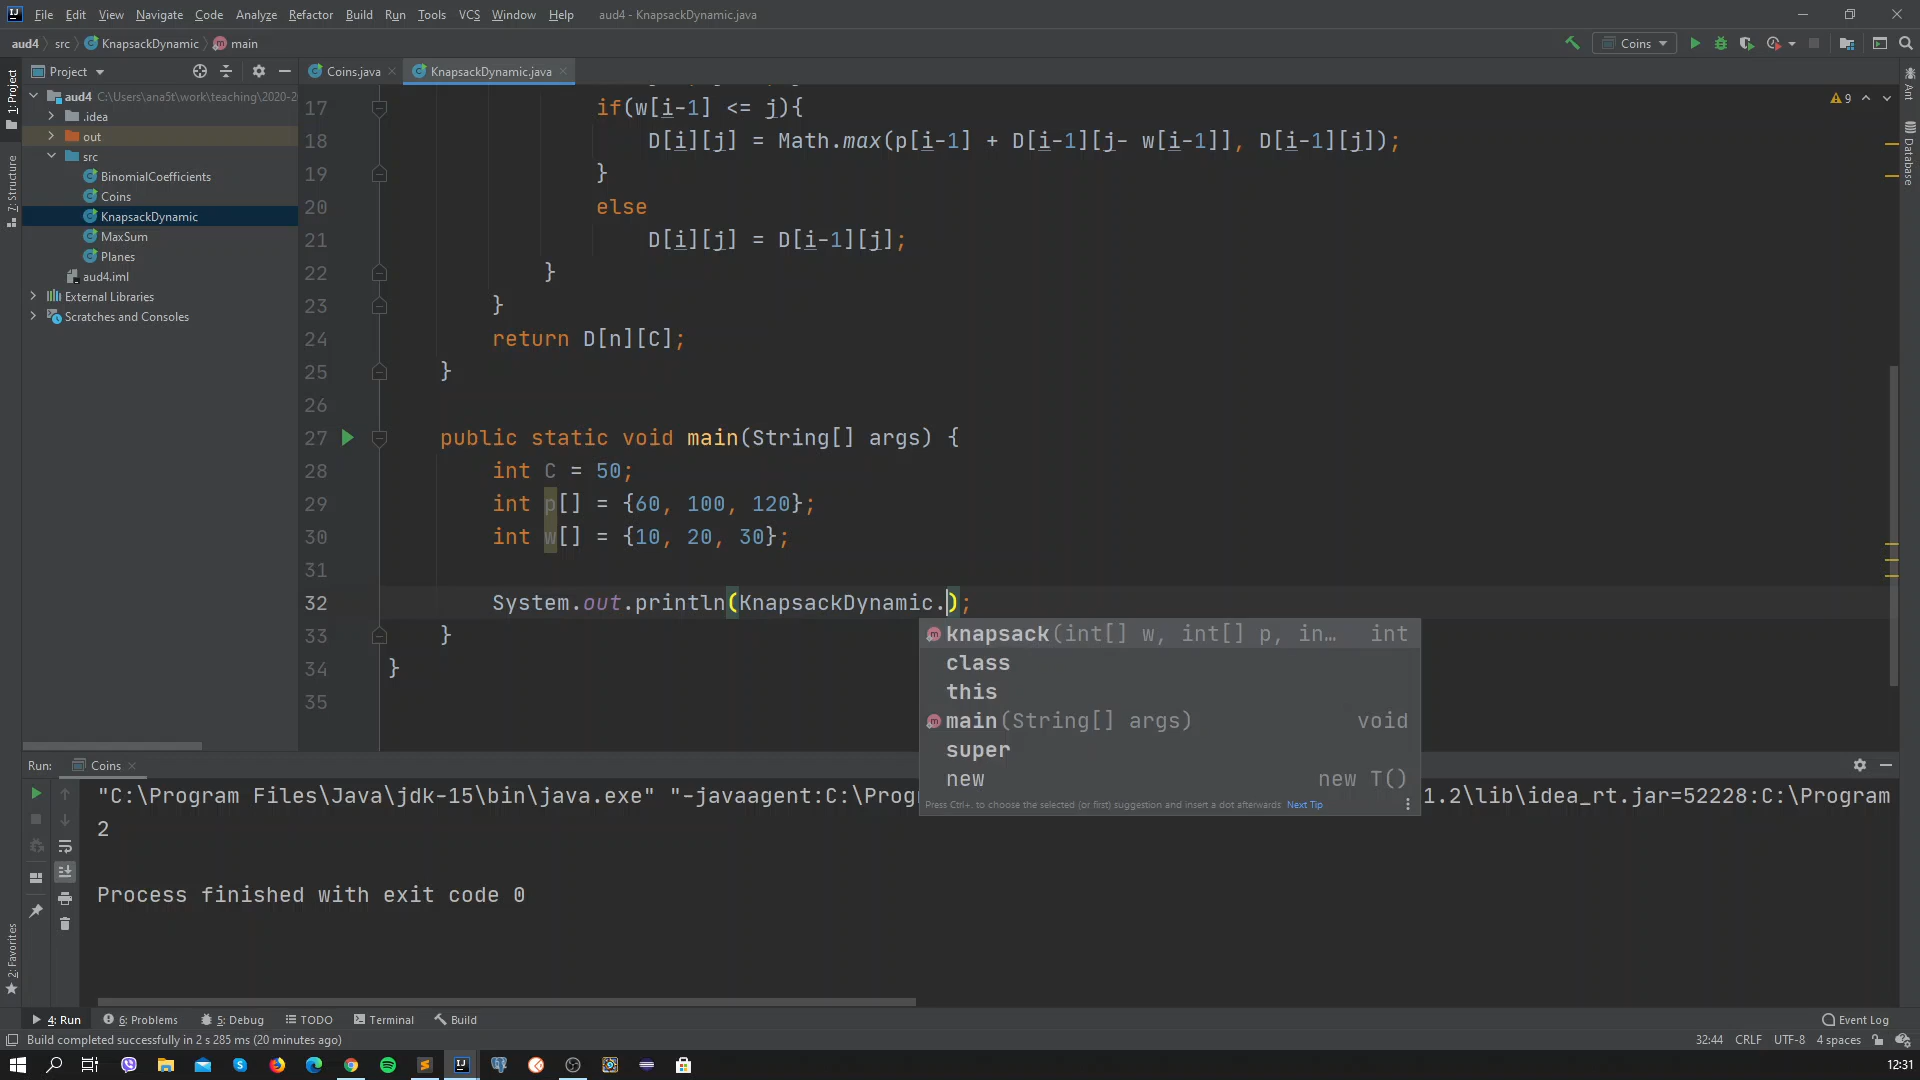 File Edit View Navigate Code Analyze Refactor Build Run Tools VCS Window Help aud4 - KnapsackDynamic.java
aud4 src KnapsackDynamic main Coins
Project Coins.java KnapsackDynamic.java
1: Project
7: Structure
2: Favorites
Ant
Database
aud4 C:\Users\ana5t\work\teaching\2020-2
.idea
out
src
BinomialCoefficients
Coins
KnapsackDynamic
MaxSum
Planes
aud4.iml
External Libraries
Scratches and Consoles
9
17 if(w[i-1] <= j){
18 D[i][j] = Math.max(p[i-1] + D[i-1][j- w[i-1]], D[i-1][j]);
19 }
20 else
21 D[i][j] = D[i-1][j];
22 }
23 }
24 return D[n][C];
25 }
26
27 public static void main(String[] args) {
28 int C = 50;
29 int p[] = {60, 100, 120};
30 int w[] = {10, 20, 30};
31
32 System.out.println(KnapsackDynamic.);
33 }
34 }
35
knapsack(int[] w, int[] p, in… int
class
this
main(String[] args) void
super
new new T()
Press Ctrl+. to choose the selected (or first) suggestion and insert a dot afterwards Next Tip
Run: Coins
"C:\Program Files\Java\jdk-15\bin\java.exe" "-javaagent:C:\Prog 1.2\lib\idea_rt.jar=52228:C:\Program
2
Process finished with exit code 0
4: Run 6: Problems 5: Debug TODO Terminal Build Event Log
Build completed successfully in 2 s 285 ms (20 minutes ago) 32:44 CRLF UTF-8 4 spaces
12:31